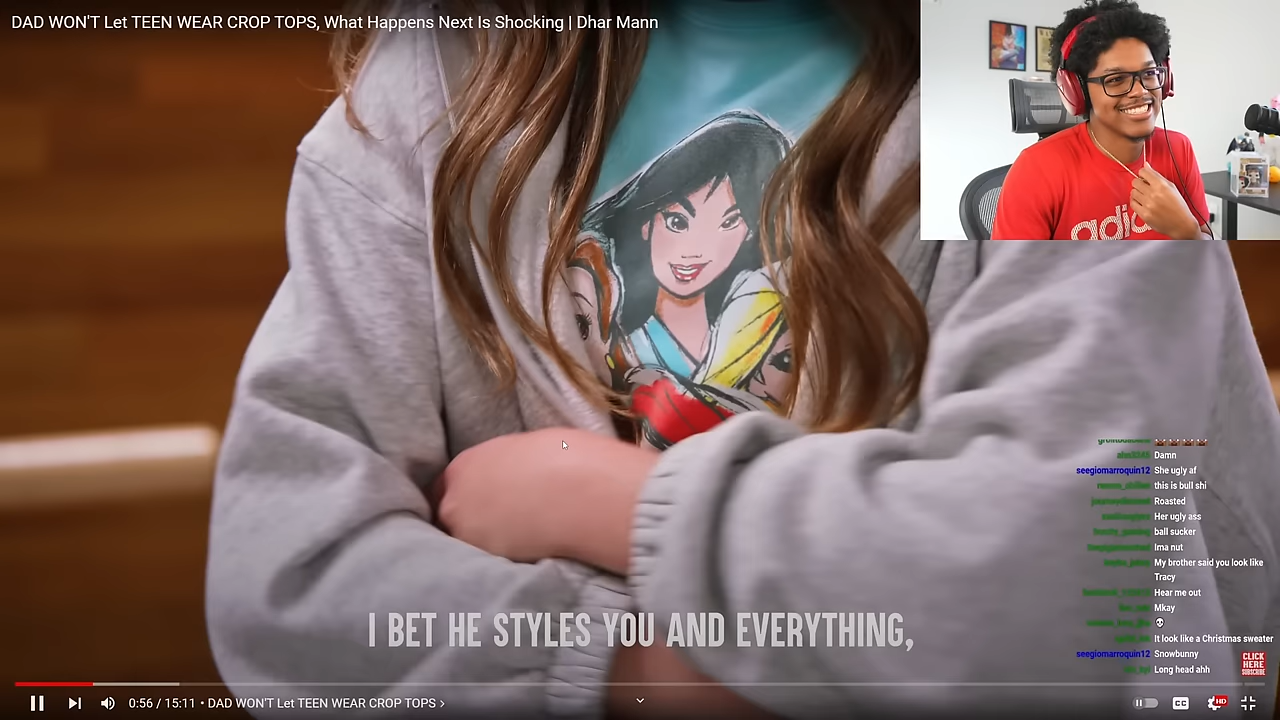 DAD WON'T Let TEEN WEAR CROP TOPS, What Happens Next Is Shocking | Dhar Mann
Damn
seegiomarroquin12 She ugly af
this is bull shi
Roasted
Her ugly ass
ball sucker
Ima nut
My brother said you look like
Tracy
Hear me out
Mkay
It look like a Christmas sweater
seegiomarroquin12 Snowbunny
Long head ahh
I BET HE STYLES YOU AND EVERYTHING,
CLICK
HERE
SUBSCRIBE
0:56 / 15:11 • DAD WON'T Let TEEN WEAR CROP TOPS
CC
HD